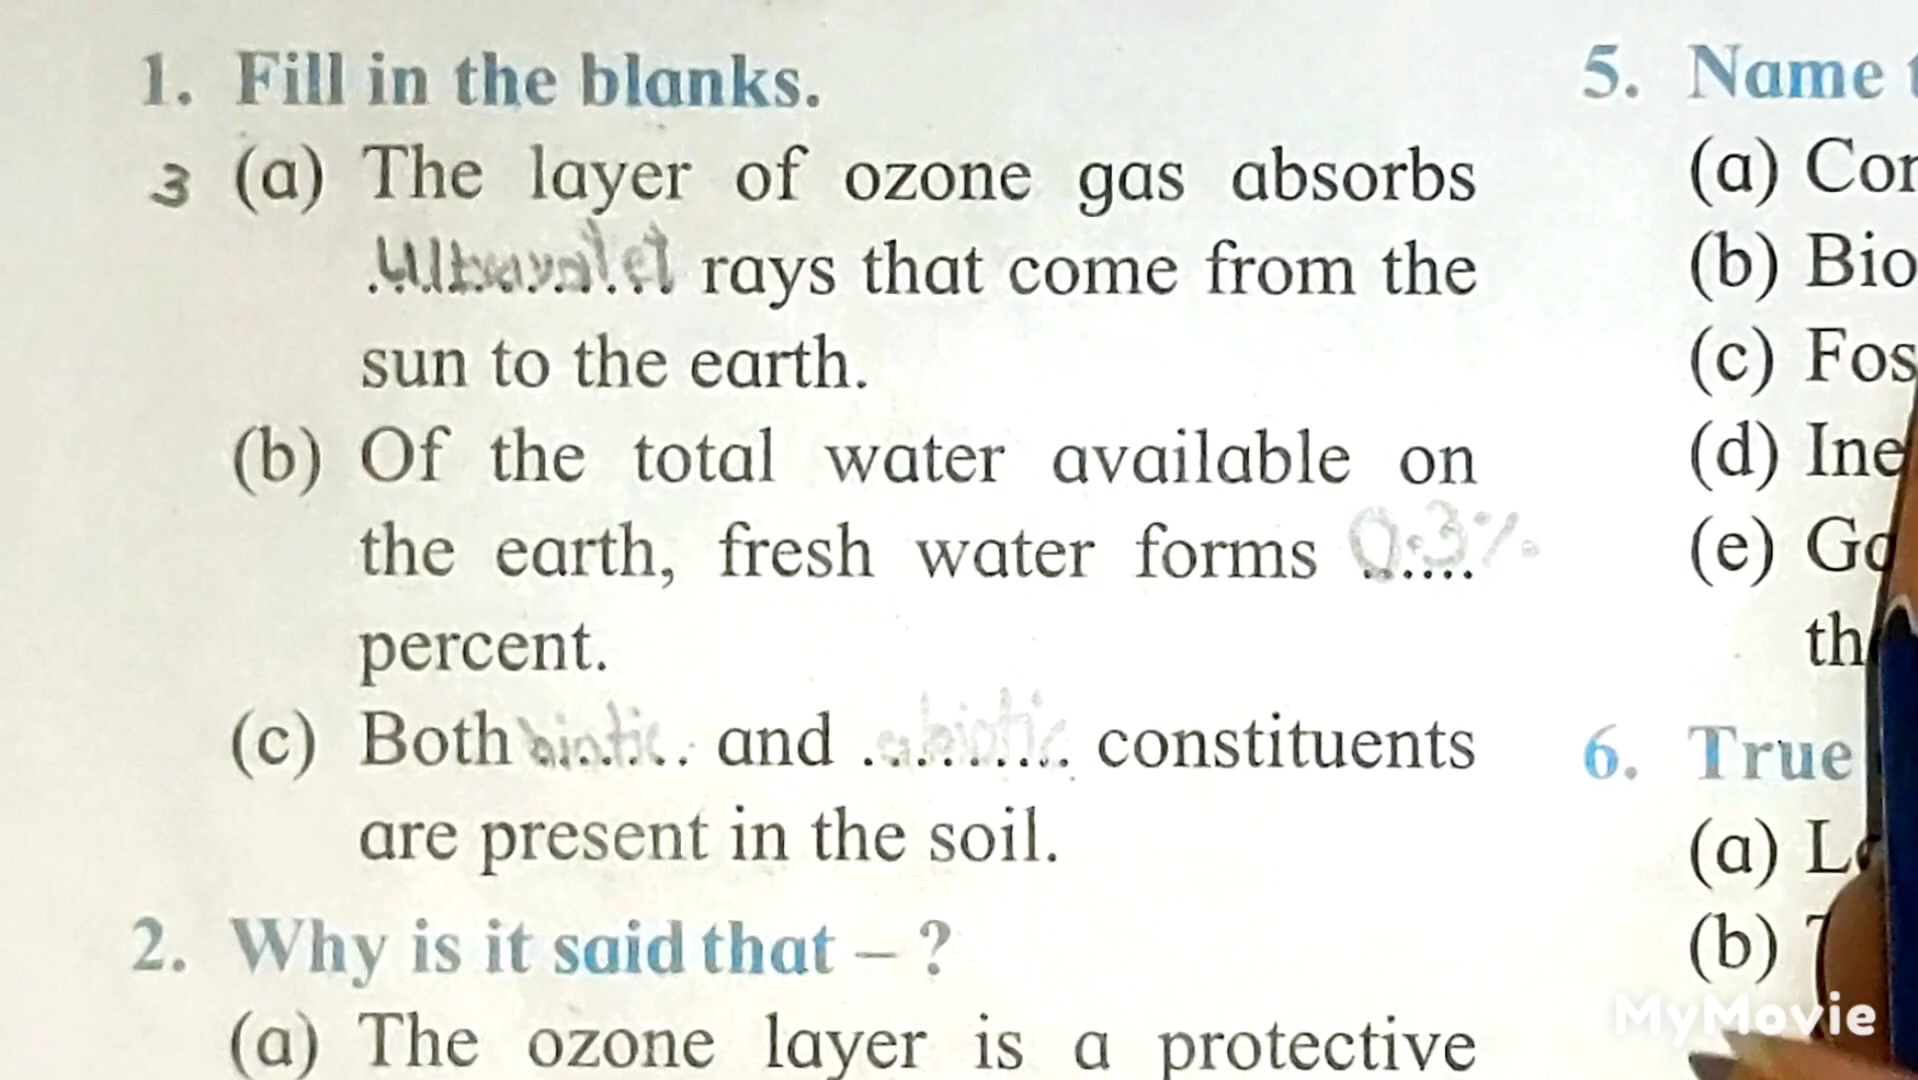 1. Fill in the blanks.
3 (a) The layer of ozone gas absorbs
Ultravolet rays that come from the
sun to the earth.
(b) Of the total water available on
the earth, fresh water forms 0.3%.
percent.
(c) Both biotic and abiotic constituents
are present in the soil.
2. Why is it said that – ?
(a) The ozone layer is a protective
5. Name
(a) Cor
(b) Bio
(c) Fos
(d) Ine
(e) Go
th
6. True
(a) L
(b)
MyMovie